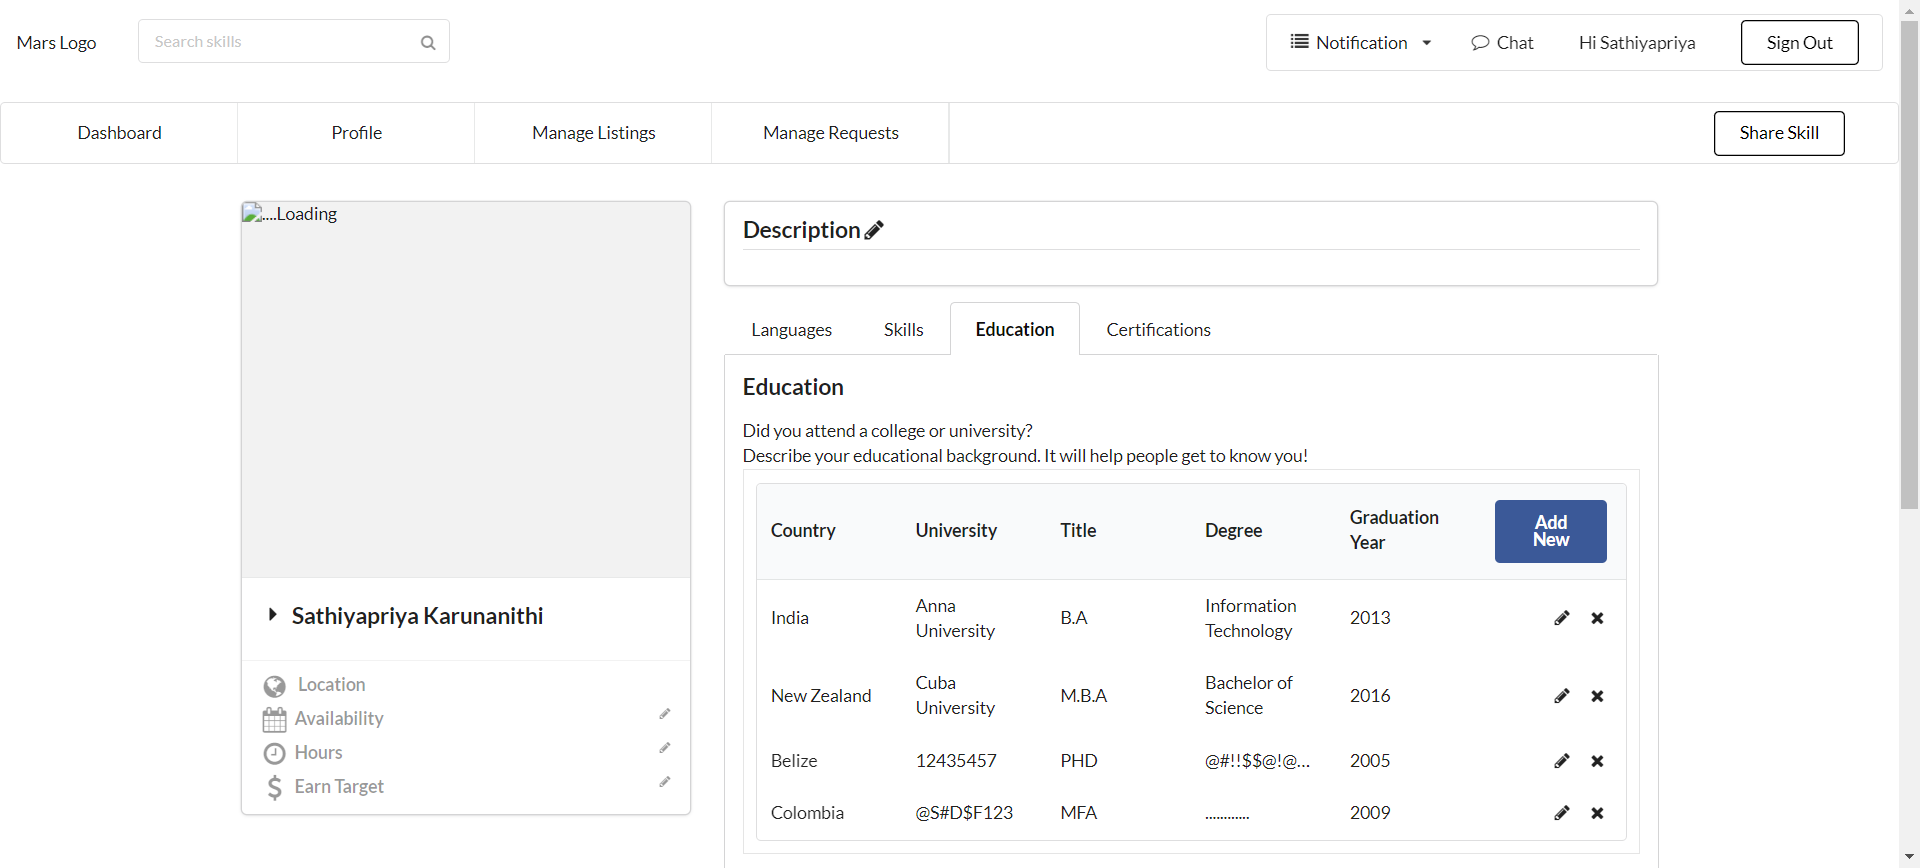 Mars Logo
Search skills
Notification
Chat
Hi Sathiyapriya
Sign Out
Dashboard
Profile
Manage Listings
Manage Requests
Share Skill
....Loading
Sathiyapriya Karunanithi
Location
Availability
Hours
Earn Target
Description
Languages
Skills
Education
Certifications
Education
Did you attend a college or university?
Describe your educational background. It will help people get to know you!
Country University Title Degree Graduation Year Add New
India Anna University B.A Information Technology 2013
New Zealand Cuba University M.B.A Bachelor of Science 2016
Belize 12435457 PHD @#!!$$@!@... 2005
Colombia @S#D$F123 MFA ............ 2009